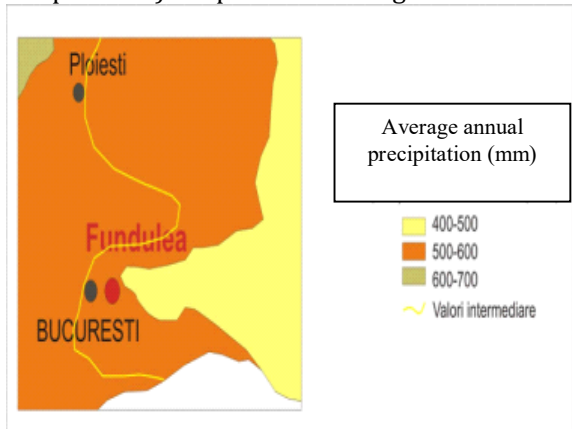 Ploiesti
Fundulea
BUCURESTI
Average annual
precipitation (mm)
400-500
500-600
600-700
Valori intermediare